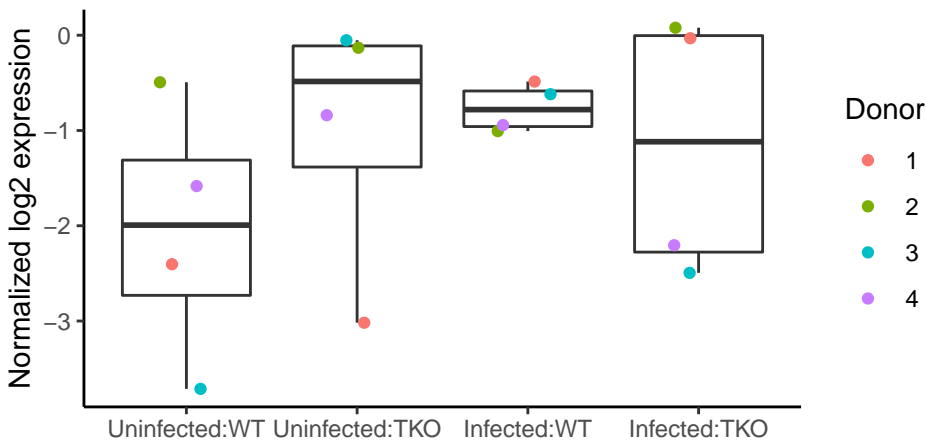 Normalized log2 expression
0
−1
−2
−3
Uninfected:WT
Uninfected:TKO
Infected:WT
Infected:TKO
Donor
1
2
3
4